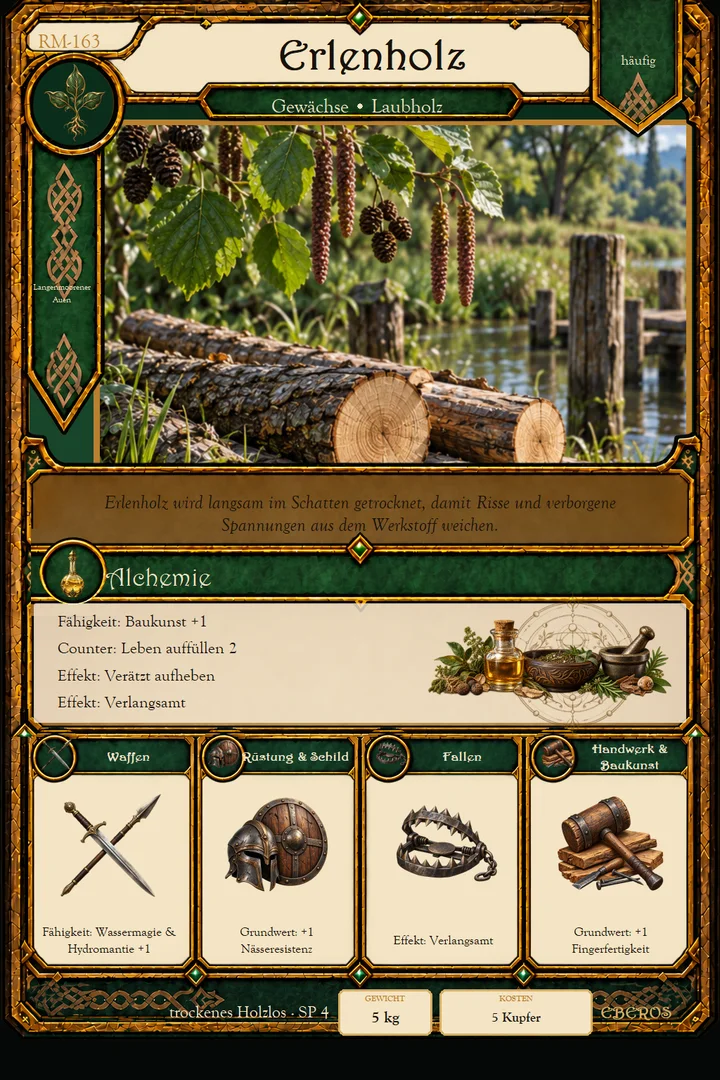 RM-163
Erlenholz
häufig
Gewächse • Laubholz
Langenmoorener
Auen
Erlenholz wird langsam im Schatten getrocknet, damit Risse und verborgene
Spannungen aus dem Werkstoff weichen.
Alchemie
Fähigkeit: Baukunst +1
Counter: Leben auffüllen 2
Effekt: Verätzt aufheben
Effekt: Verlangsamt
Waffen
Fähigkeit: Wassermagie &
Hydromantie +1
Rüstung & Schild
Grundwert: +1
Nässeresistenz
Fallen
Effekt: Verlangsamt
Handwerk &
Baukunst
Grundwert: +1
Fingerfertigkeit
trockenes Holzlos · SP 4
GEWICHT
5 kg
KOSTEN
5 Kupfer
EBEROS